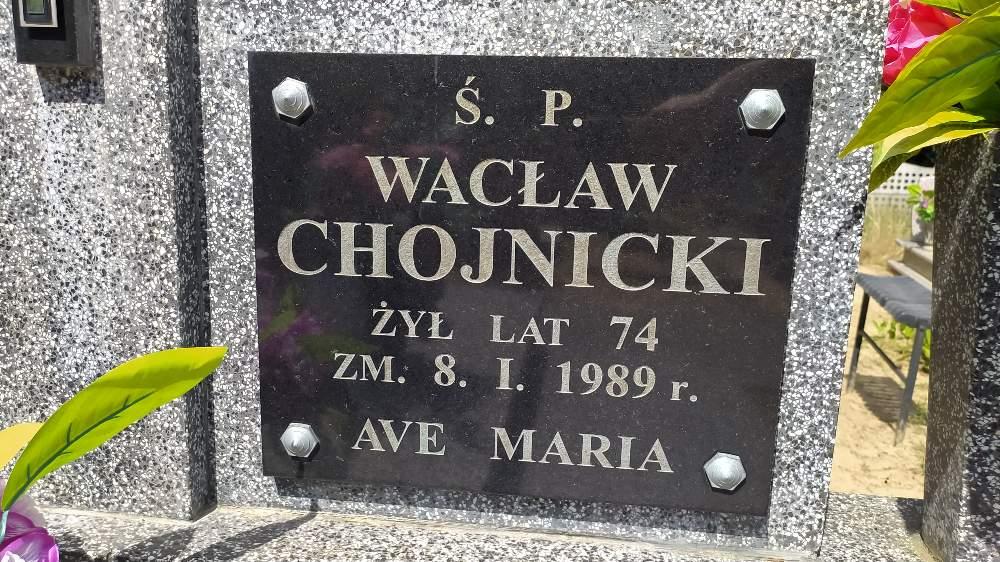 Ś. P.
WACŁAW
CHOJNICKI
ŻYŁ LAT 74
ZM. 8. I. 1989 r.
AVE MARIA